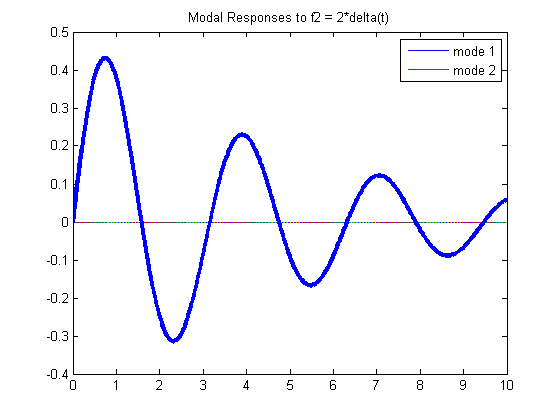 Modal Responses to f2 = 2*delta(t)
mode 1
mode 2
0.5
0.4
0.3
0.2
0.1
0
-0.1
-0.2
-0.3
-0.4
0 1 2 3 4 5 6 7 8 9 10